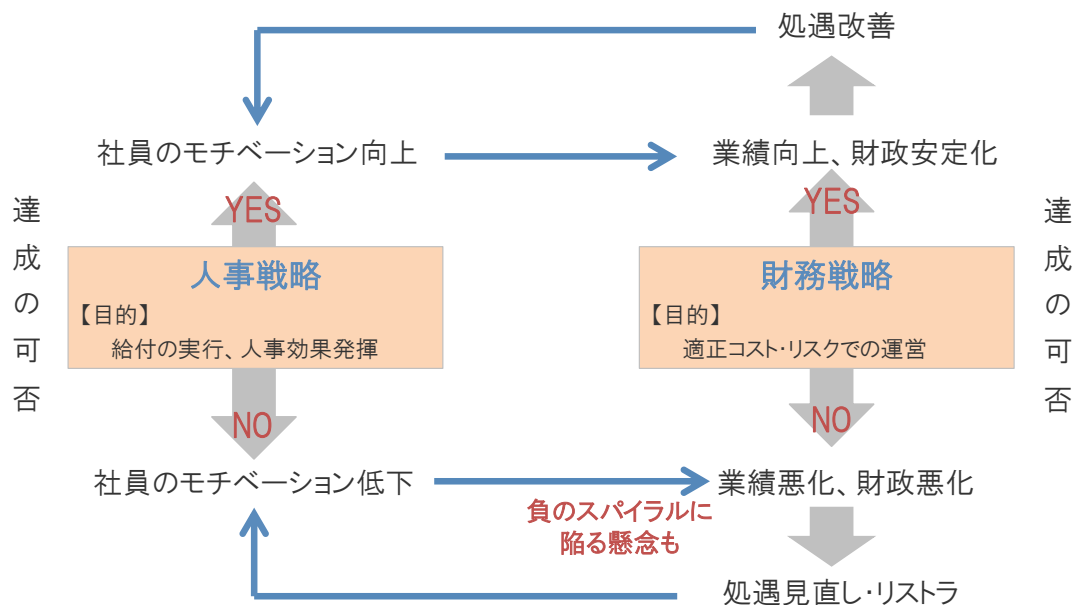 処遇改善
社員のモチベーション向上
業績向上、財政安定化
達成の可否
YES
YES
達成の可否
人事戦略
【目的】
給付の実行、人事効果発揮
財務戦略
【目的】
適正コスト・リスクでの運営
NO
NO
社員のモチベーション低下
業績悪化、財政悪化
負のスパイラルに
陥る懸念も
処遇見直し・リストラ